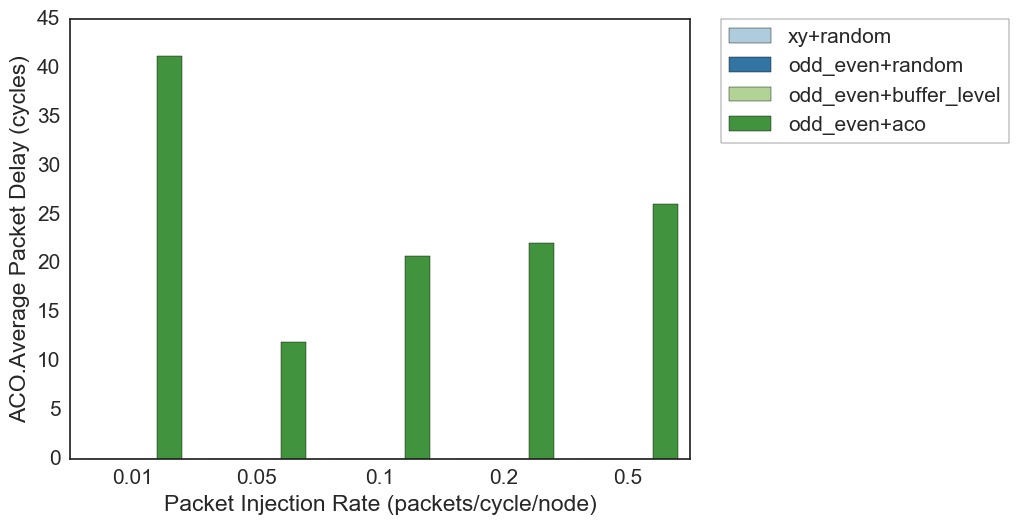 45
40
35
30
25
20
15
10
5
0
ACO.Average Packet Delay (cycles)
0.01 0.05 0.1 0.2 0.5
Packet Injection Rate (packets/cycle/node)
xy+random
odd_even+random
odd_even+buffer_level
odd_even+aco